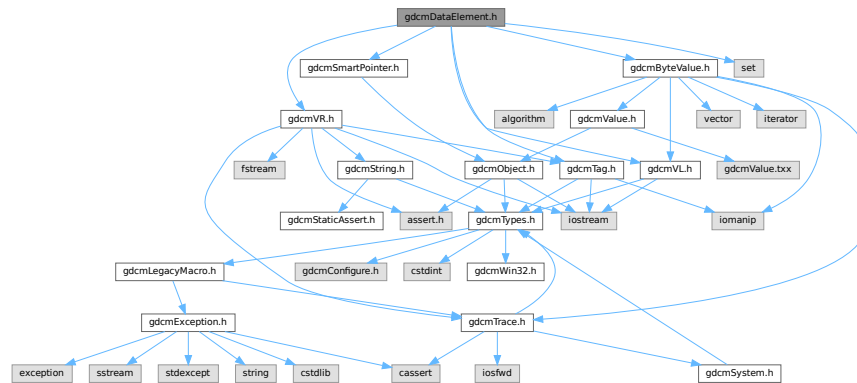 gdcmDataElement.h
gdcmSmartPointer.h
gdcmByteValue.h
set
algorithm
gdcmValue.h
vector
iterator
gdcmVR.h
fstream
gdcmString.h
gdcmObject.h
gdcmTag.h
gdcmVL.h
gdcmValue.txx
gdcmStaticAssert.h
assert.h
gdcmTypes.h
iostream
iomanip
gdcmLegacyMacro.h
gdcmConfigure.h
cstdint
gdcmWin32.h
gdcmException.h
gdcmTrace.h
exception
sstream
stdexcept
string
cstdlib
cassert
iosfwd
gdcmSystem.h